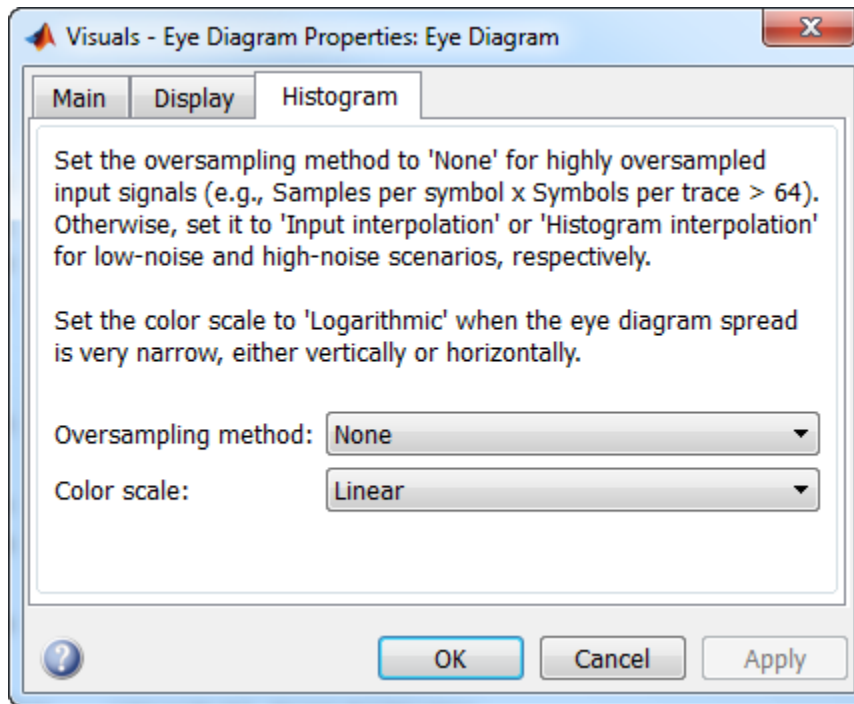 Visuals - Eye Diagram Properties: Eye Diagram
Main Display Histogram
Set the oversampling method to 'None' for highly oversampled
input signals (e.g., Samples per symbol x Symbols per trace > 64).
Otherwise, set it to 'Input interpolation' or 'Histogram interpolation'
for low-noise and high-noise scenarios, respectively.
Set the color scale to 'Logarithmic' when the eye diagram spread
is very narrow, either vertically or horizontally.
Oversampling method: None
Color scale: Linear
? OK Cancel Apply